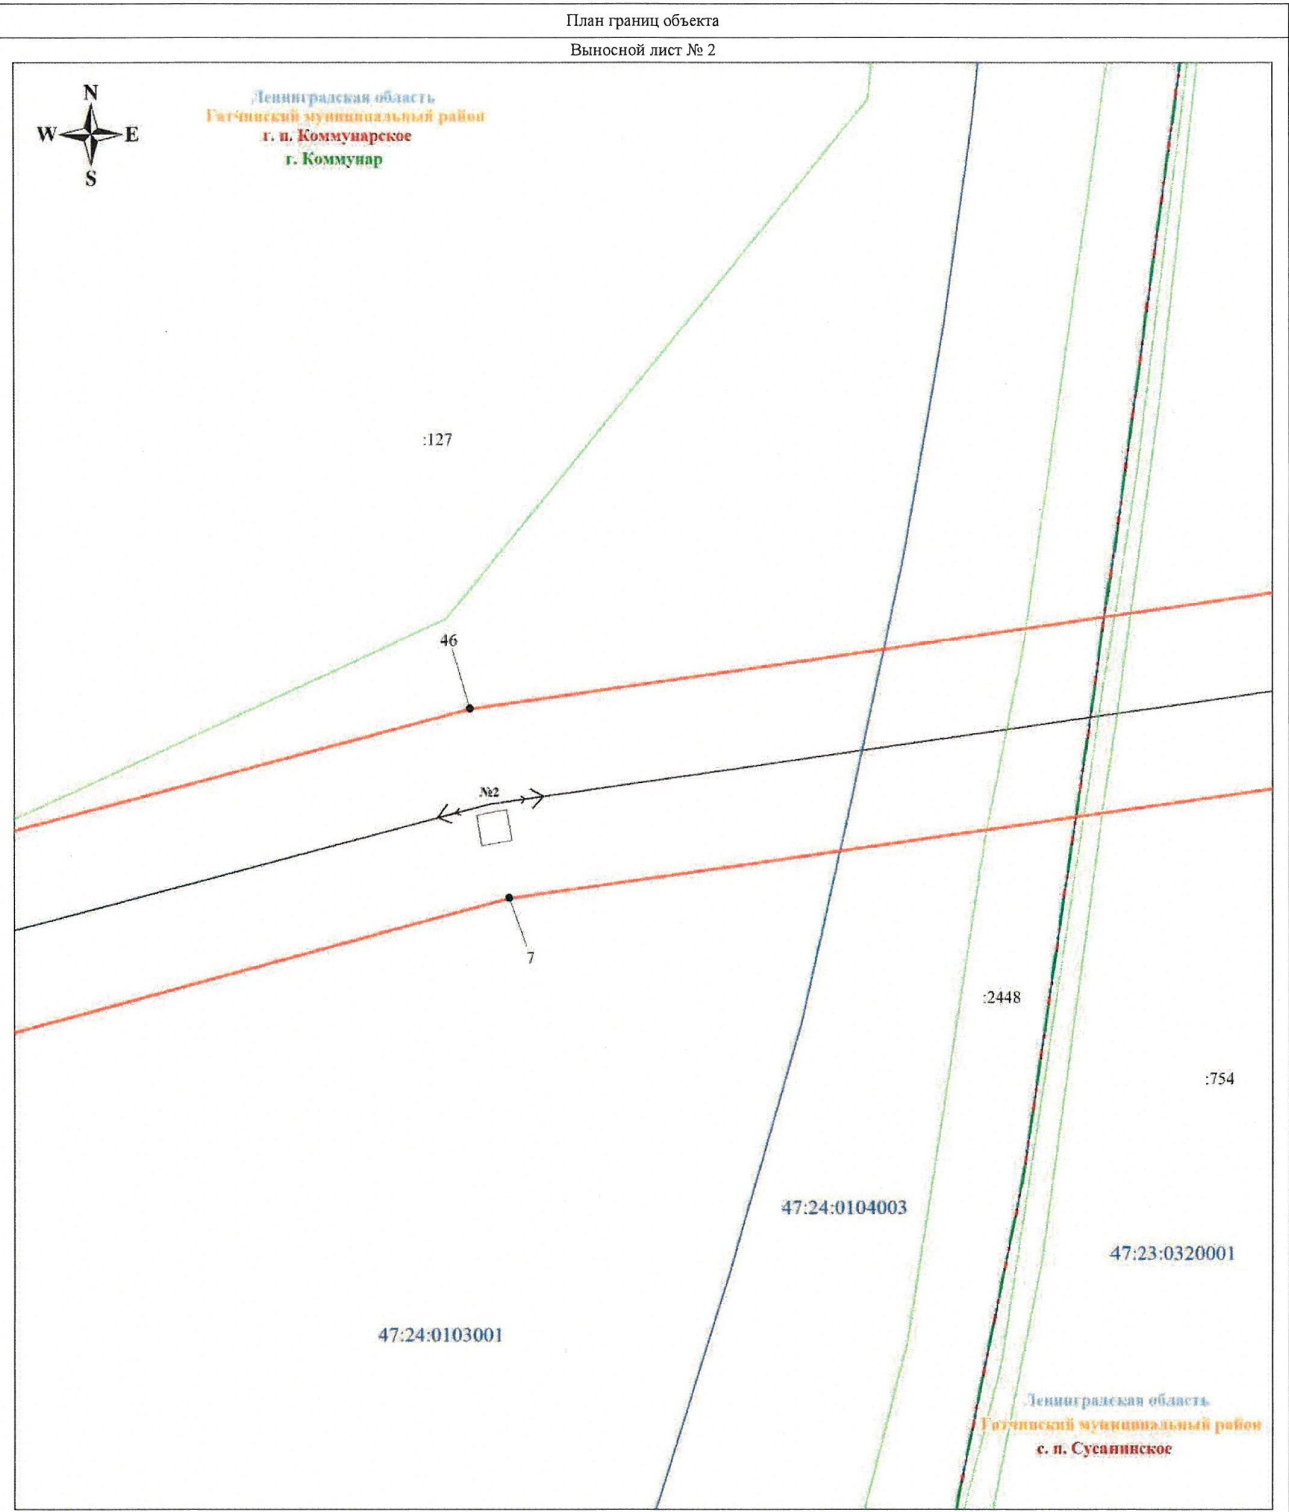 План границ объекта
Выносной лист № 2
N
W E
S
Ленинградская область
Гатчинский муниципальный район
г. п. Коммунарское
г. Коммунар
:127
46
№2
7
:2448
:754
47:24:0104003
47:23:0320001
47:24:0103001
Ленинградская область
Гатчинский муниципальный район
с. п. Сусанинское